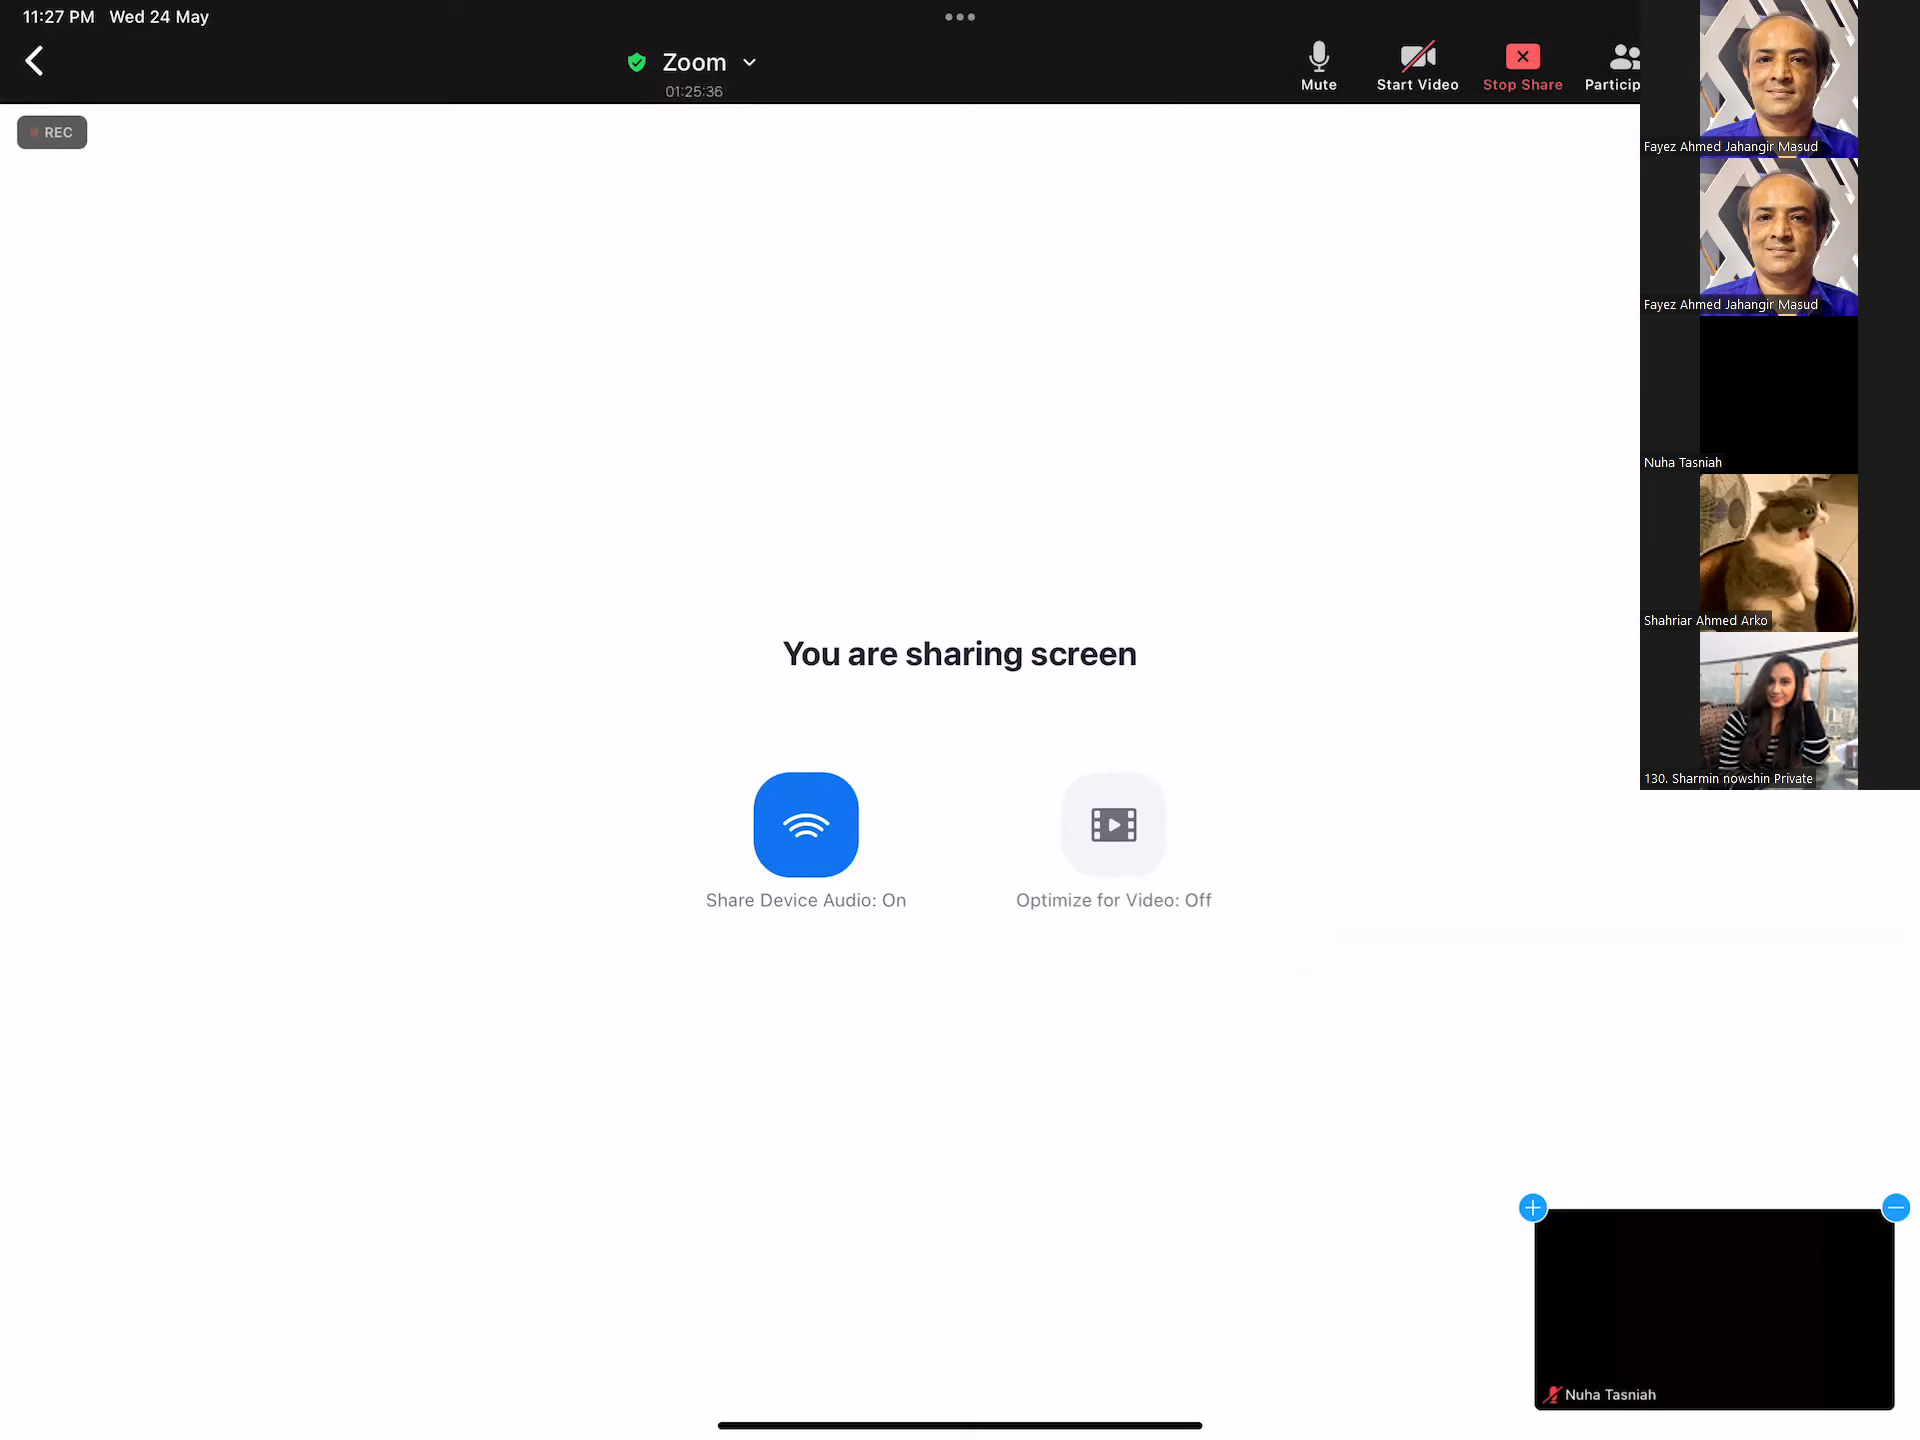 11:27 PM Wed 24 May
Zoom
01:25:36
Mute
Start Video
Stop Share
Particip
REC
Fayez Ahmed Jahangir Masud
Fayez Ahmed Jahangir Masud
Nuha Tasniah
Shahriar Ahmed Arko
130. Sharmin nowshin Private
You are sharing screen
Share Device Audio: On
Optimize for Video: Off
Nuha Tasniah